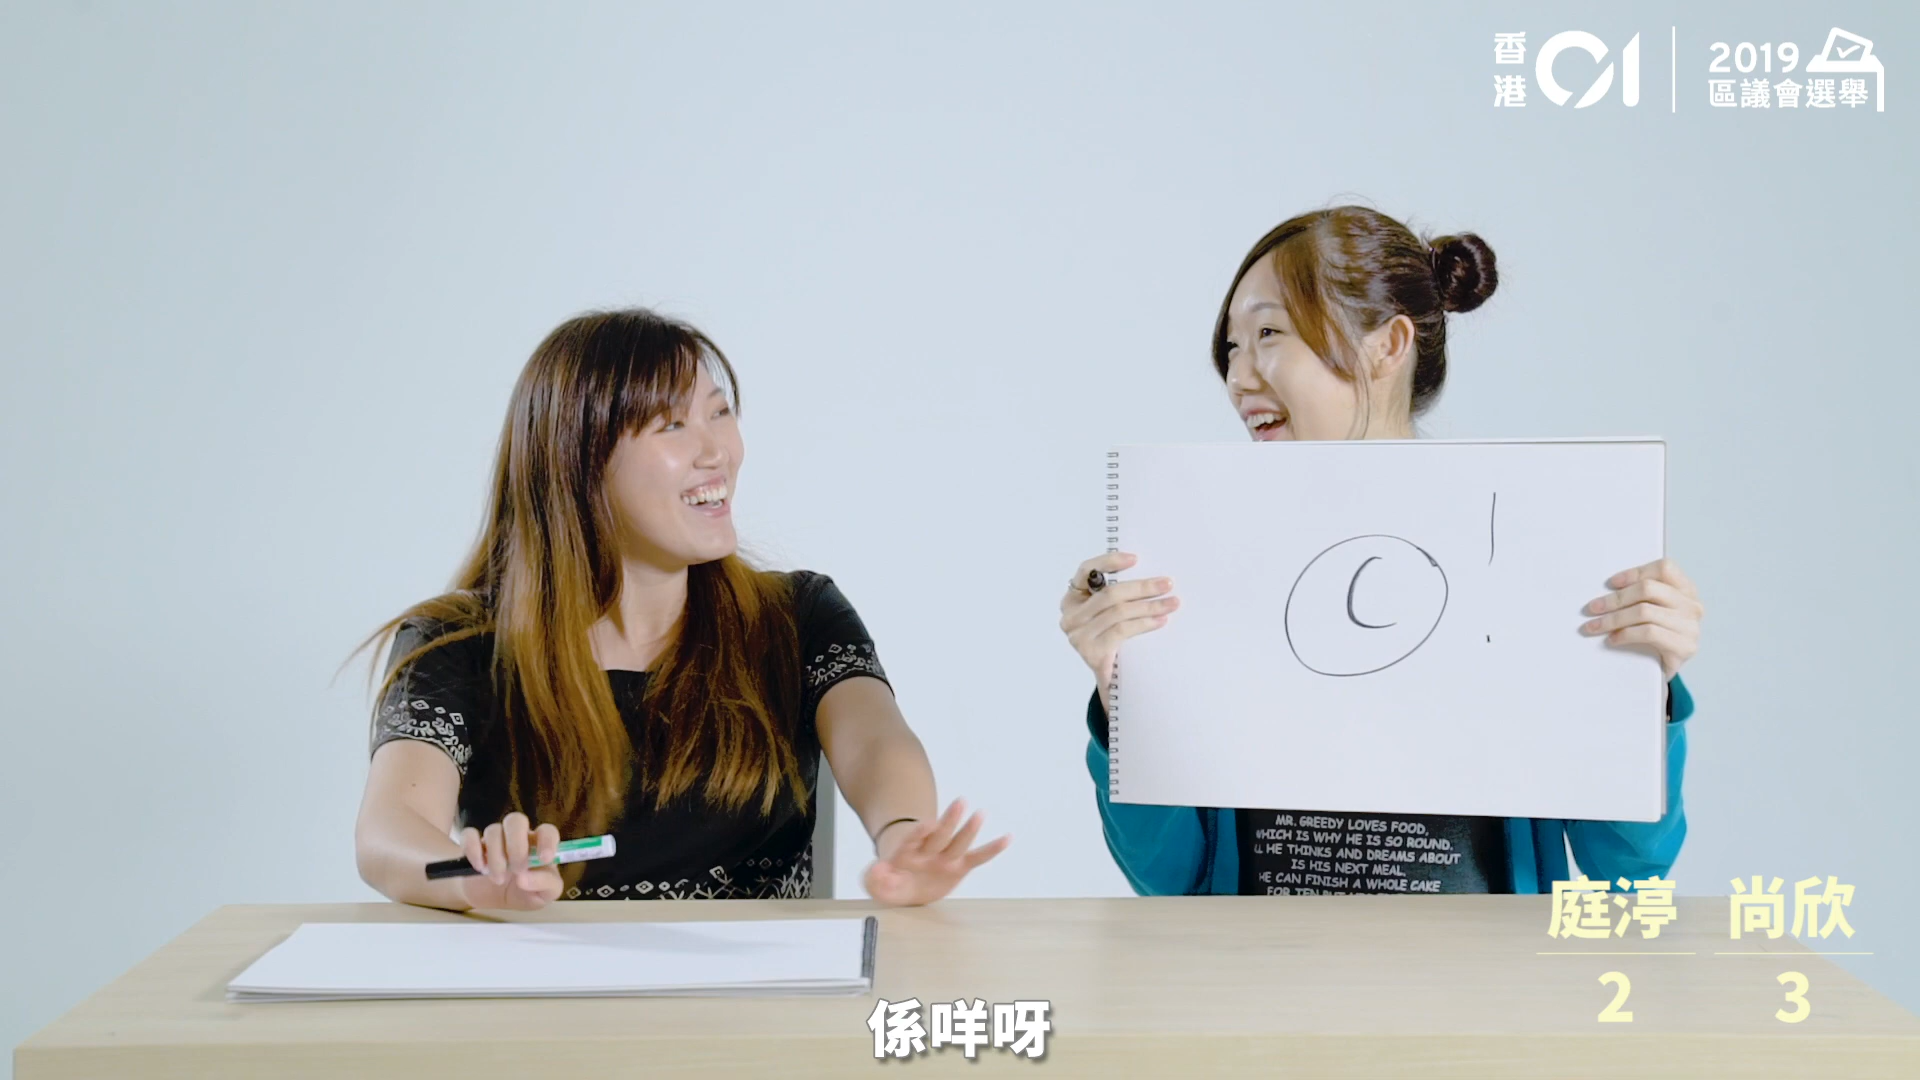 香港01
2019
區議會選舉
C!
MR. GREEDY LOVES FOOD,
WHICH IS WHY HE IS SO ROUND.
ALL HE THINKS AND DREAMS ABOUT
IS HIS NEXT MEAL.
HE CAN FINISH A WHOLE CAKE
庭渟 尚欣
2 3
係咩呀